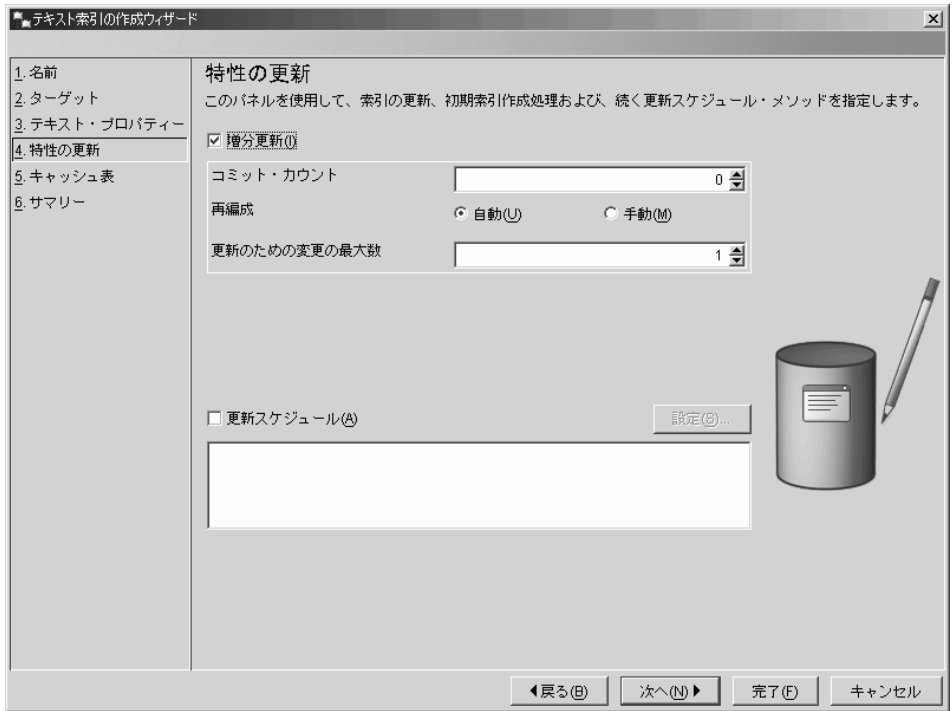 テキスト索引の作成ウィザード
1.名前
2.ターゲット
3.テキスト・プロパティー
4.特性の更新
5.キャッシュ表
6.サマリー
特性の更新
このパネルを使用して、索引の更新、初期索引作成処理および、続く更新スケジュール・メソッドを指定します。
増分更新(I)
コミット・カウント 0
再編成 自動(U) 手動(M)
更新のための変更の最大数 1
更新スケジュール(A) 設定(S)...
戻る(B) 次へ(N) 完了(F) キャンセル